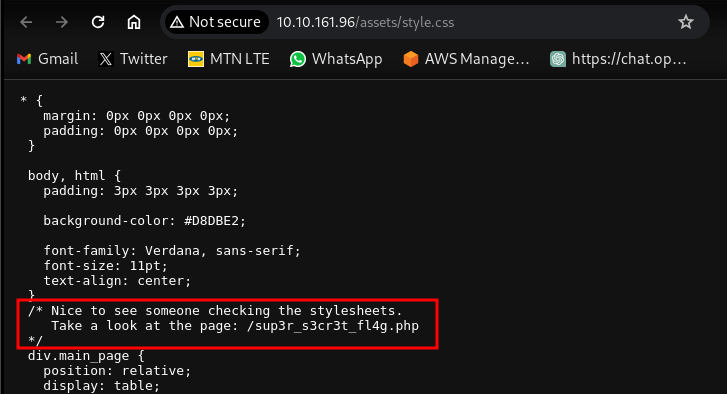 Not secure 10.10.161.96/assets/style.css
Gmail Twitter MTN LTE WhatsApp AWS Manage... https://chat.op...
* {
margin: 0px 0px 0px 0px;
padding: 0px 0px 0px 0px;
}
body, html {
padding: 3px 3px 3px 3px;
background-color: #D8DBE2;
font-family: Verdana, sans-serif;
font-size: 11pt;
text-align: center;
}
/* Nice to see someone checking the stylesheets.
Take a look at the page: /sup3r_s3cr3t_fl4g.php
*/
div.main_page {
position: relative;
display: table;